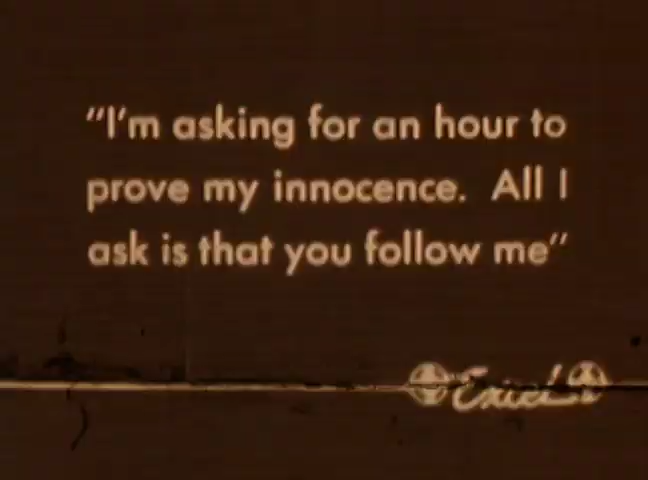 "I'm asking for an hour to
prove my innocence.  All I
ask is that you follow me"